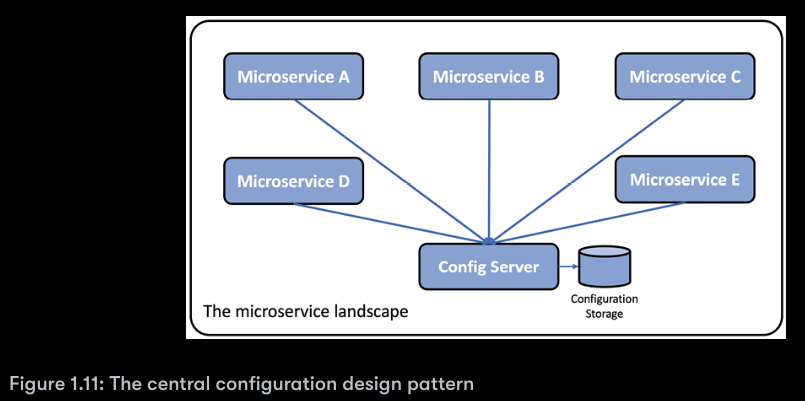 Microservice A
Microservice B
Microservice C
Microservice D
Microservice E
Config Server
Configuration
Storage
The microservice landscape
Figure 1.11: The central configuration design pattern